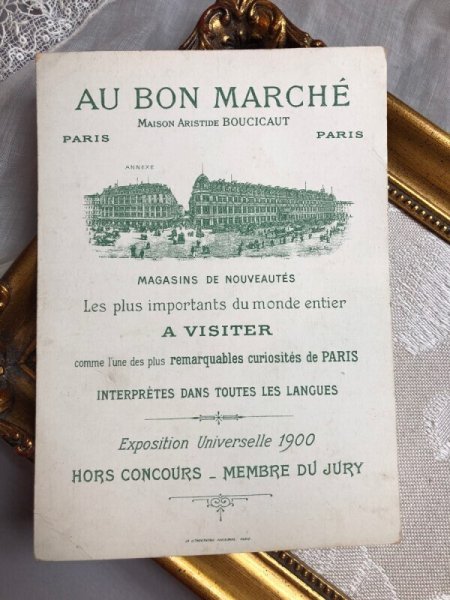 AU BON MARCHÉ
MAISON ARISTIDE BOUCICAUT
PARIS PARIS
ANNEXE
MAGASINS DE NOUVEAUTÉS
Les plus importants du monde entier
A VISITER
comme l'une des plus remarquables curiosités de PARIS
INTERPRÈTES DANS TOUTES LES LANGUES
Exposition Universelle 1900
HORS CONCOURS _ MEMBRE DU JURY
PARIS.